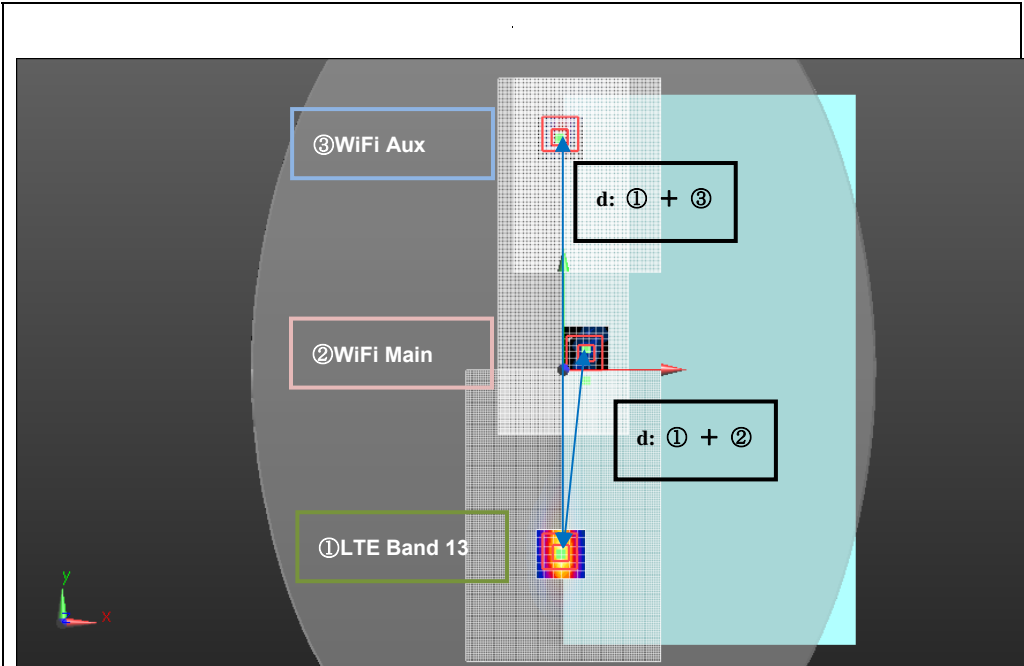 ③WiFi Aux
d: ① + ③
②WiFi Main
d: ① + ②
①LTE Band 13
y
x